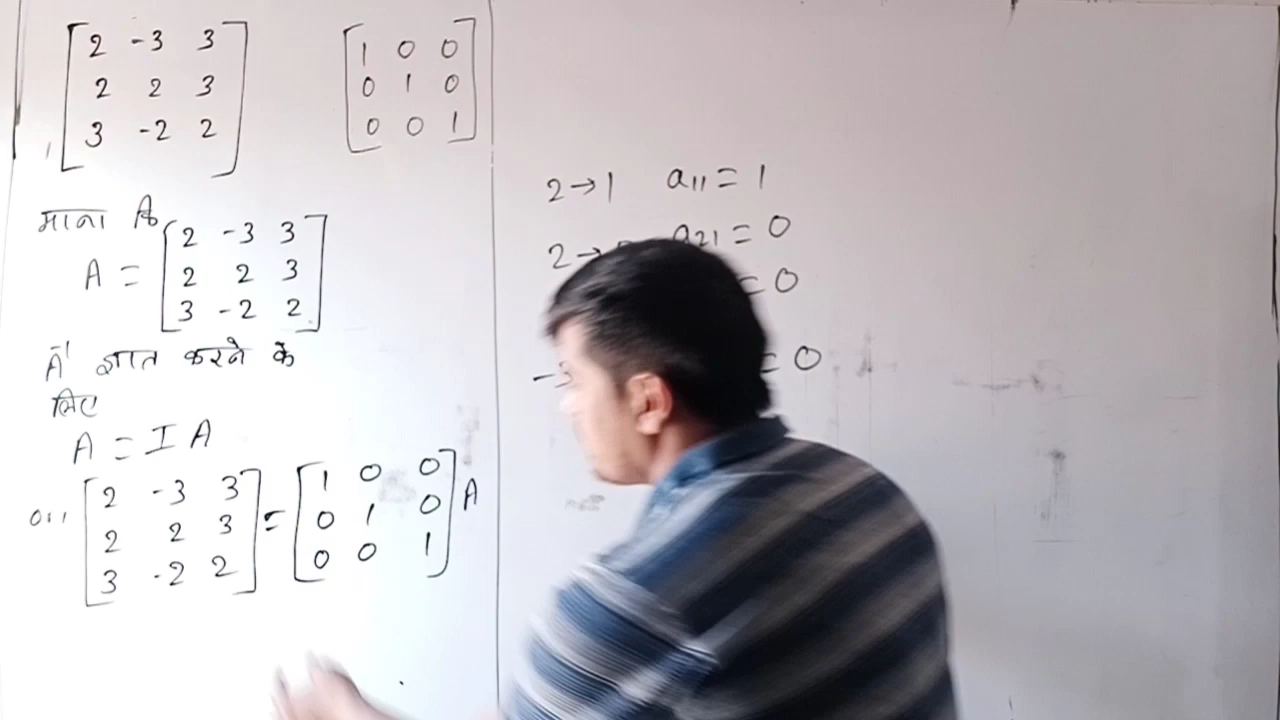 2 -3 3
2 2 3
3 -2 2
1 0 0
0 1 0
0 0 1
माना A
A = 2 -3 3
2 2 3
3 -2 2
A⁻¹ ज्ञात करने के
लिए
A = I A
2 -3 3 = 1 0 0 A
2 2 3 0 1 0
3 -2 2 0 0 1
2→1 a11 = 1
2→ a21 = 0
= 0
-3 = 0